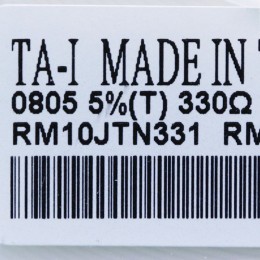 TA-I MADE IN
0805 5%(T) 330Ω
RM10JTN331 RM